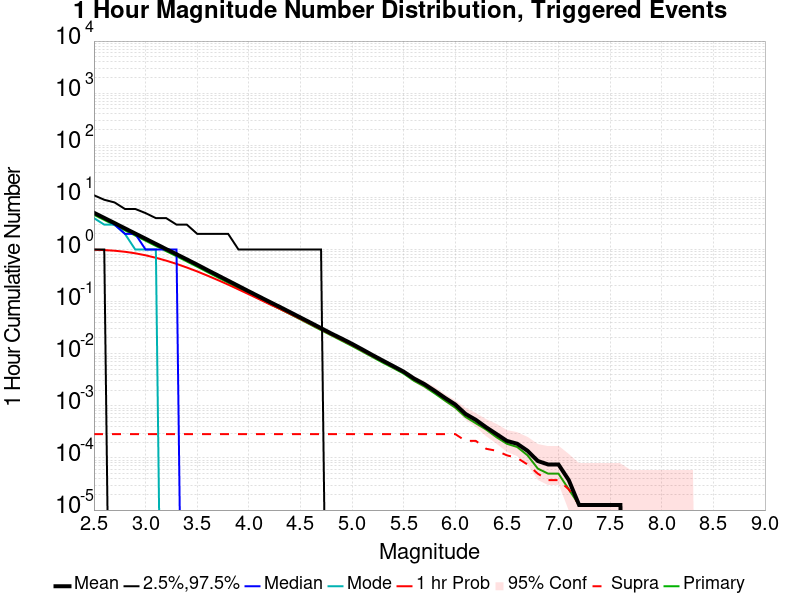 1 Hour Magnitude Number Distribution, Triggered Events
1 Hour Cumulative Number
10^4
10^3
10^2
10^1
10^0
10^-1
10^-2
10^-3
10^-4
10^-5
2.5 3.0 3.5 4.0 4.5 5.0 5.5 6.0 6.5 7.0 7.5 8.0 8.5 9.0
Magnitude
Mean 2.5%,97.5% Median Mode 1 hr Prob 95% Conf Supra Primary